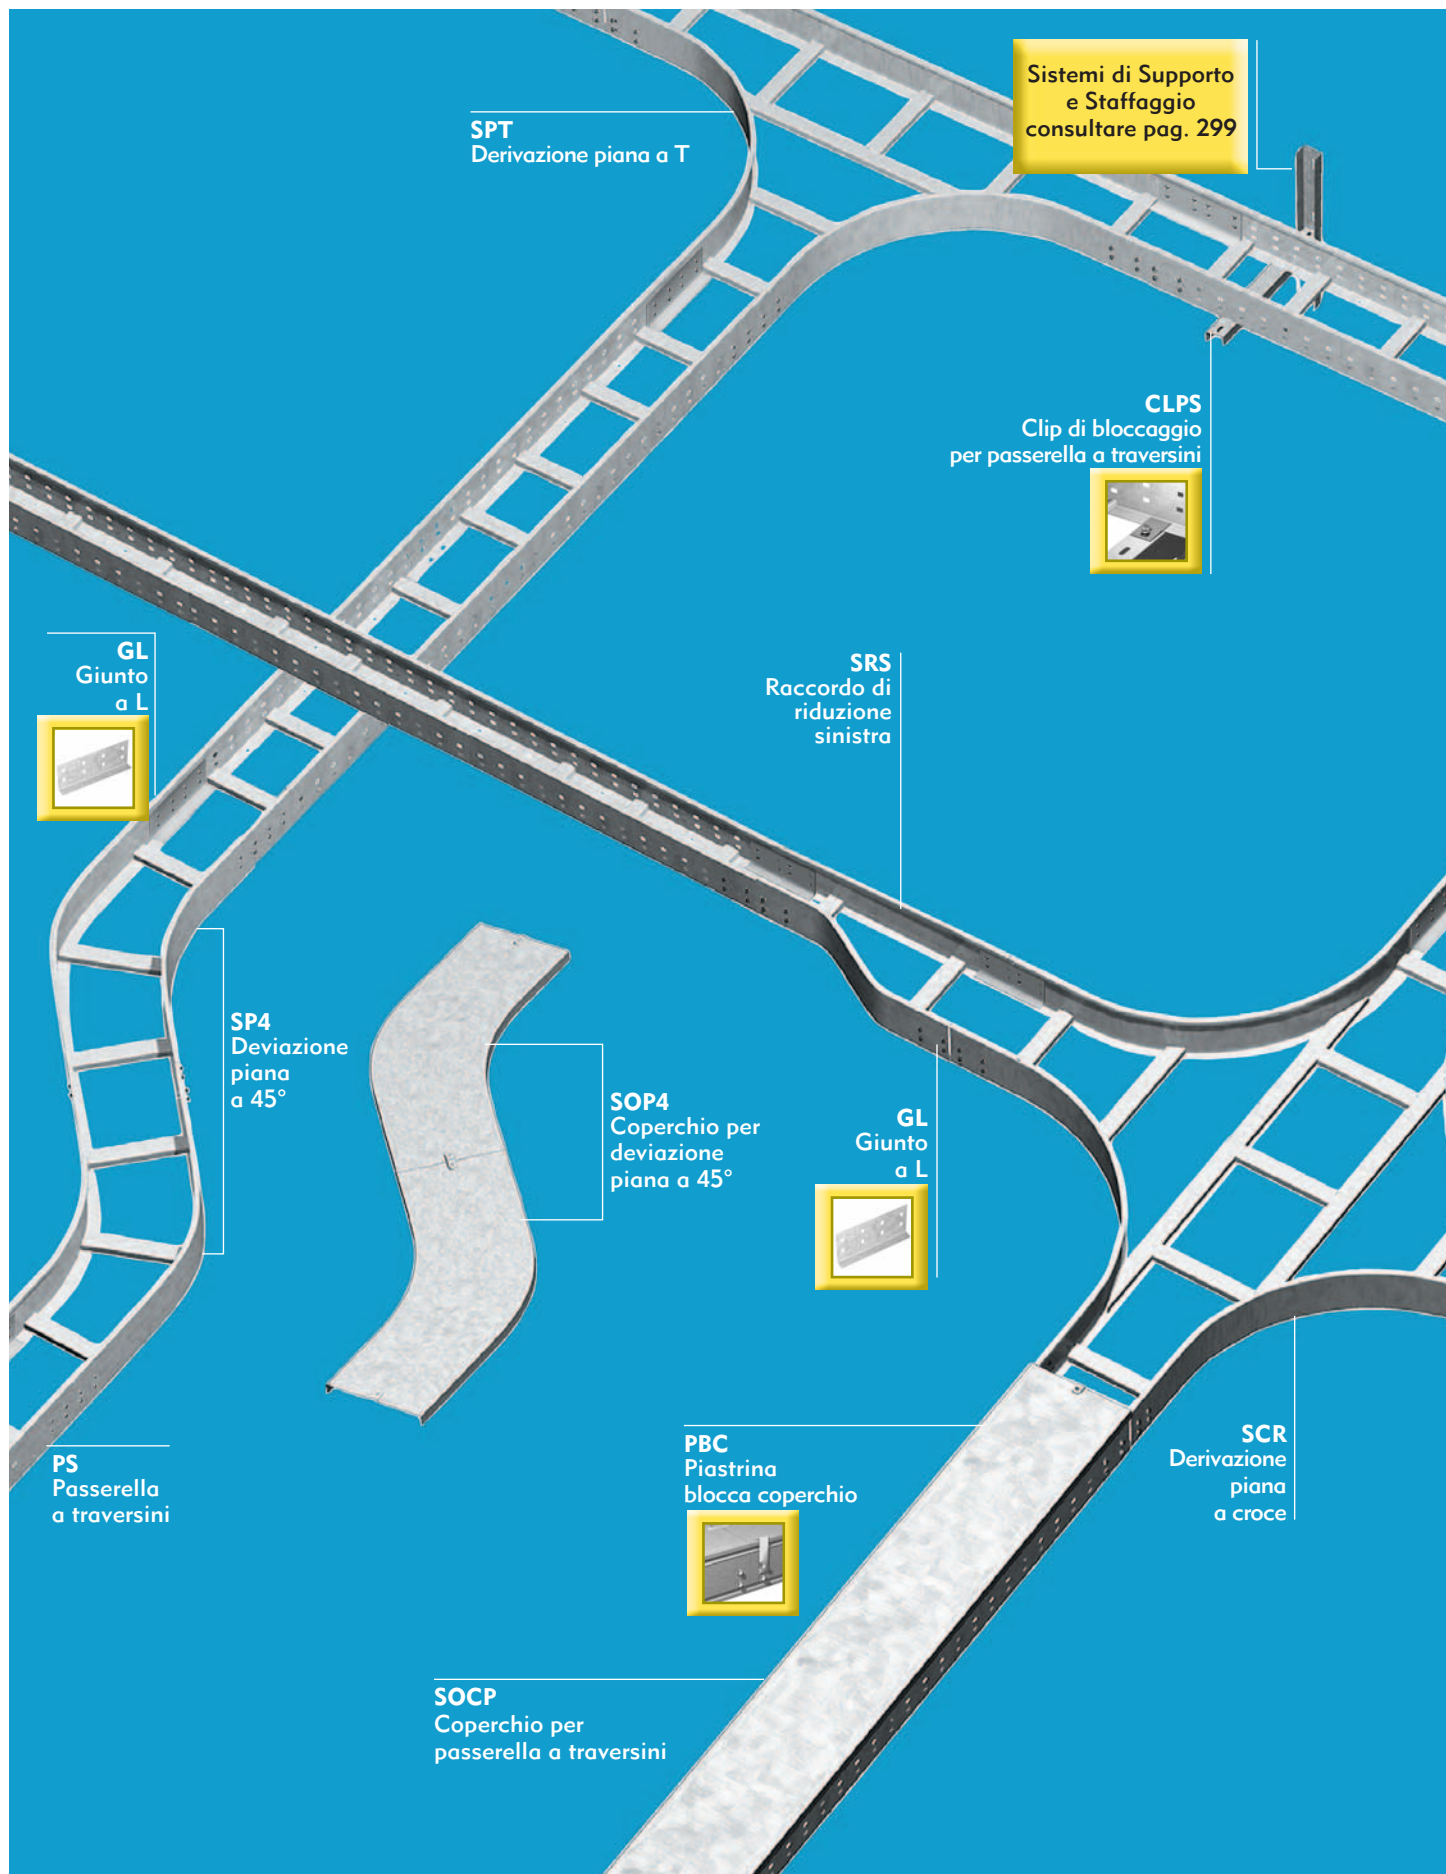 SPT
Derivazione piana a T
Sistemi di Supporto
e Staffaggio
consultare pag. 299
CLPS
Clip di bloccaggio
per passerella a traversini
GL
Giunto
a L
SRS
Raccordo di
riduzione
sinistra
SP4
Deviazione
piana
a 45°
SOP4
Coperchio per
deviazione
piana a 45°
GL
Giunto
a L
PS
Passerella
a traversini
PBC
Piastrina
blocca coperchio
SCR
Derivazione
piana
a croce
SOCP
Coperchio per
passerella a traversini